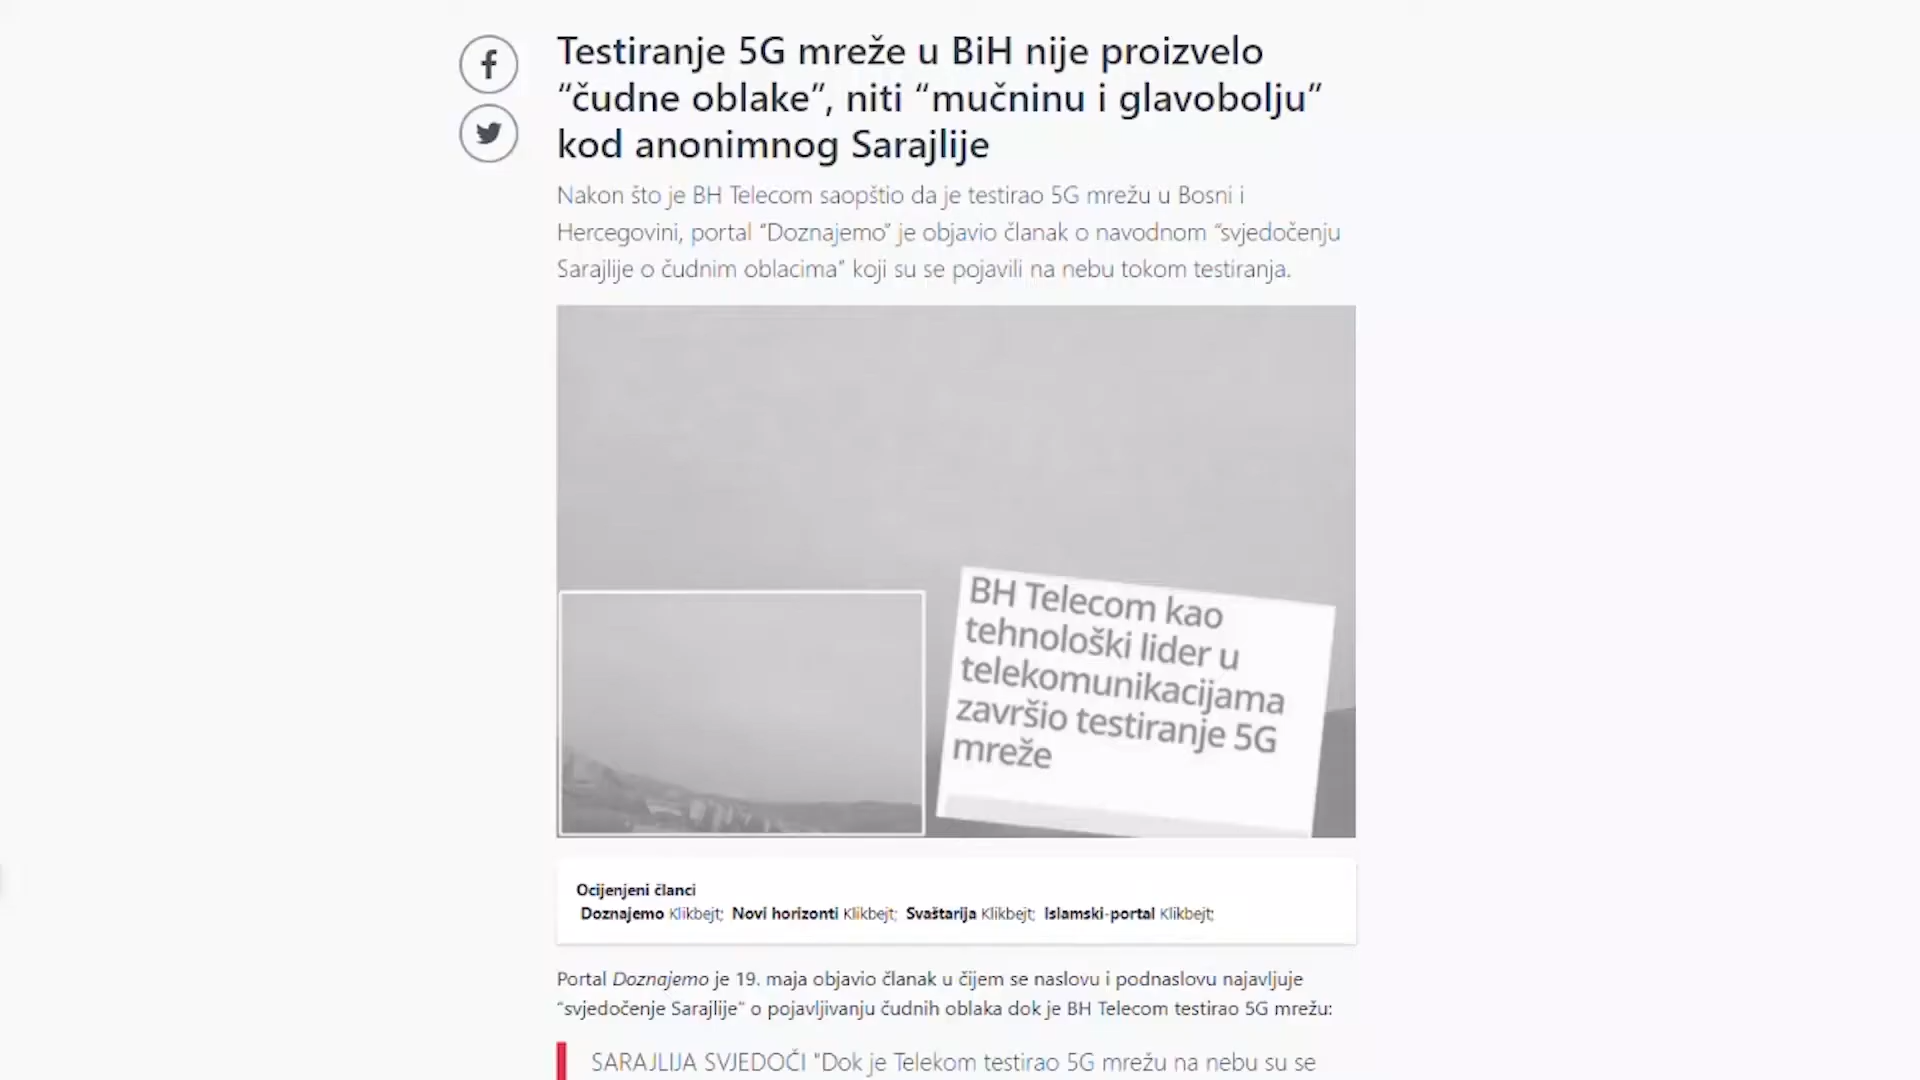 Testiranje 5G mreže u BiH nije proizvelo
“čudne oblake”, niti “mučninu i glavobolju”
kod anonimnog Sarajlije
Nakon što je BH Telecom saopštio da je testirao 5G mrežu u Bosni i
Hercegovini, portal “Doznajemo” je objavio članak o navodnom “svjedočenju
Sarajlije o čudnim oblacima” koji su se pojavili na nebu tokom testiranja.
BH Telecom kao
tehnološki lider u
telekomunikacijama
završio testiranje 5G
mreže
Ocijenjeni članci
Doznajemo Klikbejt; Novi horizonti Klikbejt; Svaštarija Klikbejt; Islamski-portal Klikbejt;
Portal Doznajemo je 19. maja objavio članak u čijem se naslovu i podnaslovu najavljuje
“svjedočenje Sarajlije” o pojavljivanju čudnih oblaka dok je BH Telecom testirao 5G mrežu:
SARAJLIJA SVJEDOČI "Dok je Telekom testirao 5G mrežu na nebu su se